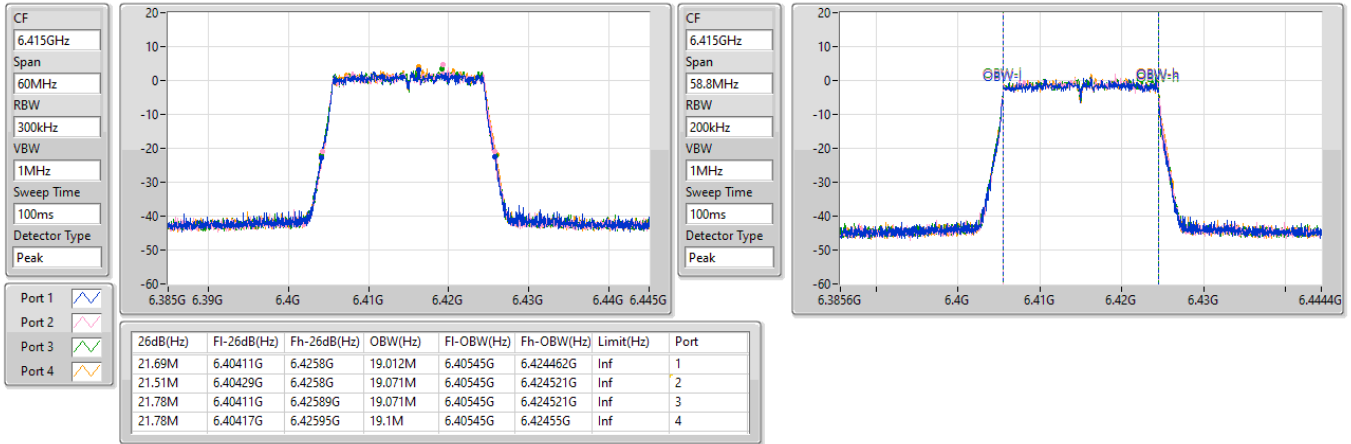 CF
6.415GHz
Span
60MHz
RBW
300kHz
VBW
1MHz
Sweep Time
100ms
Detector Type
Peak
20
10
0
-10
-20
-30
-40
-50
-60
6.385G 6.39G 6.4G 6.41G 6.42G 6.43G 6.44G 6.445G
CF
6.415GHz
Span
58.8MHz
RBW
200kHz
VBW
1MHz
Sweep Time
100ms
Detector Type
Peak
20
10
0
-10
-20
-30
-40
-50
-60
OBW-l OBW-h
6.3856G 6.4G 6.41G 6.42G 6.43G 6.4444G
Port 1
Port 2
Port 3
Port 4
26dB(Hz) Fl-26dB(Hz) Fh-26dB(Hz) OBW(Hz) Fl-OBW(Hz) Fh-OBW(Hz) Limit(Hz) Port
21.69M 6.40411G 6.4258G 19.012M 6.40545G 6.424462G Inf 1
21.51M 6.40429G 6.4258G 19.071M 6.40545G 6.424521G Inf 2
21.78M 6.40411G 6.42589G 19.071M 6.40545G 6.424521G Inf 3
21.78M 6.40417G 6.42595G 19.1M 6.40545G 6.42455G Inf 4